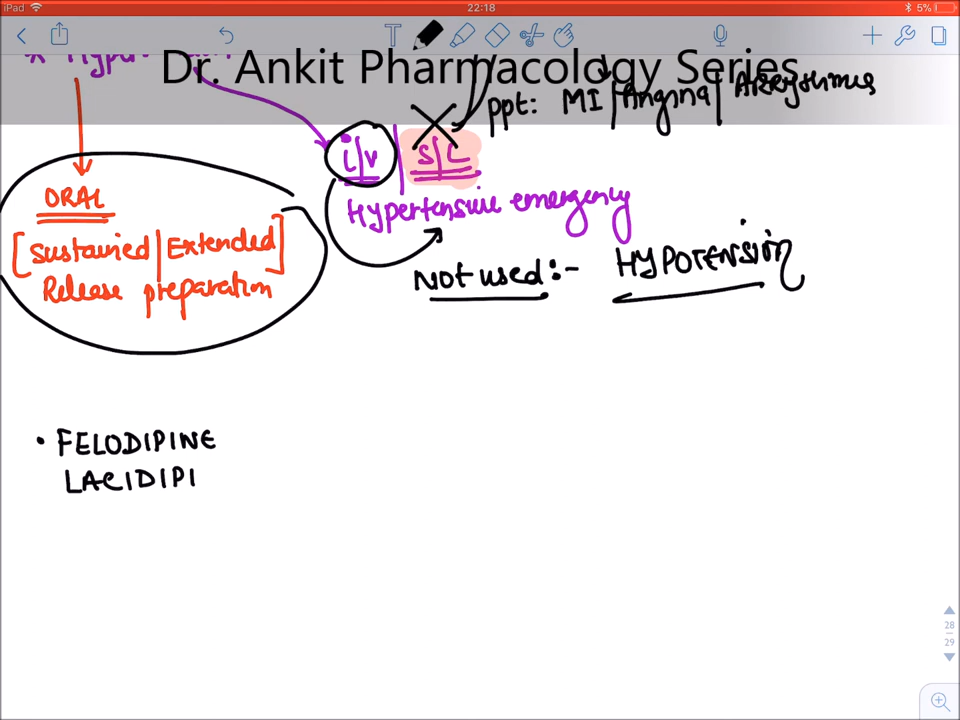 iPad 22:18 5%
Dr. Ankit Pharmacology Series
ppt: MI | Angina | Arrythmias
i/v | S/L
ORAL
Hypertensive emergency
[Sustained | Extended]
Release preparation
Not used :- HYPOTENSION
• FELODIPINE
LACIDIPI
28
29